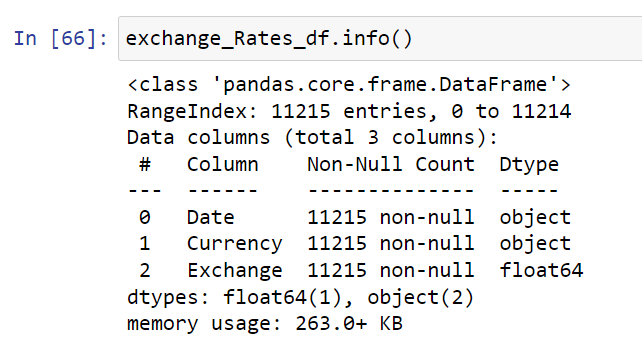 In [66]: exchange_Rates_df.info()
<class 'pandas.core.frame.DataFrame'>
RangeIndex: 11215 entries, 0 to 11214
Data columns (total 3 columns):
 #   Column    Non-Null Count  Dtype
---  ------    --------------  -----
 0   Date      11215 non-null  object
 1   Currency  11215 non-null  object
 2   Exchange  11215 non-null  float64
dtypes: float64(1), object(2)
memory usage: 263.0+ KB